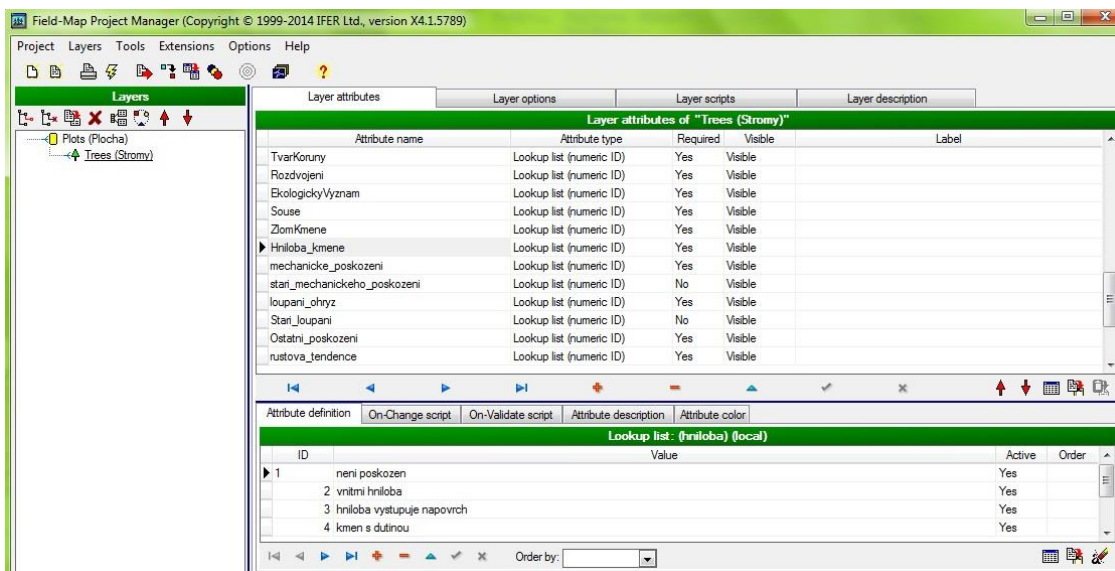 Field-Map Project Manager (Copyright © 1999-2014 IFER Ltd., version X4.1.5789)
Project Layers Tools Extensions Options Help
Layers
Plots (Plocha)
Trees (Stromy)
Layer attributes Layer options Layer scripts Layer description
Layer attributes of "Trees (Stromy)"
Attribute name Attribute type Required Visible Label
TvarKoruny Lookup list (numeric ID) Yes Visible
Rozdvojeni Lookup list (numeric ID) Yes Visible
EkologickyVyznam Lookup list (numeric ID) Yes Visible
Souse Lookup list (numeric ID) Yes Visible
ZlomKmene Lookup list (numeric ID) Yes Visible
Hniloba_kmene Lookup list (numeric ID) Yes Visible
mechanicke_poskozeni Lookup list (numeric ID) Yes Visible
stari_mechanickeho_poskozeni Lookup list (numeric ID) No Visible
loupani_ohryz Lookup list (numeric ID) Yes Visible
Stari_loupani Lookup list (numeric ID) No Visible
Ostatni_poskozeni Lookup list (numeric ID) Yes Visible
rustova_tendence Lookup list (numeric ID) Yes Visible
Attribute definition On-Change script On-Validate script Attribute description Attribute color
Lookup list: (hniloba) (local)
ID Value Active Order
1 neni poskozen Yes
2 vnitrni hniloba Yes
3 hniloba vystupuje napovrch Yes
4 kmen s dutinou Yes
Order by: